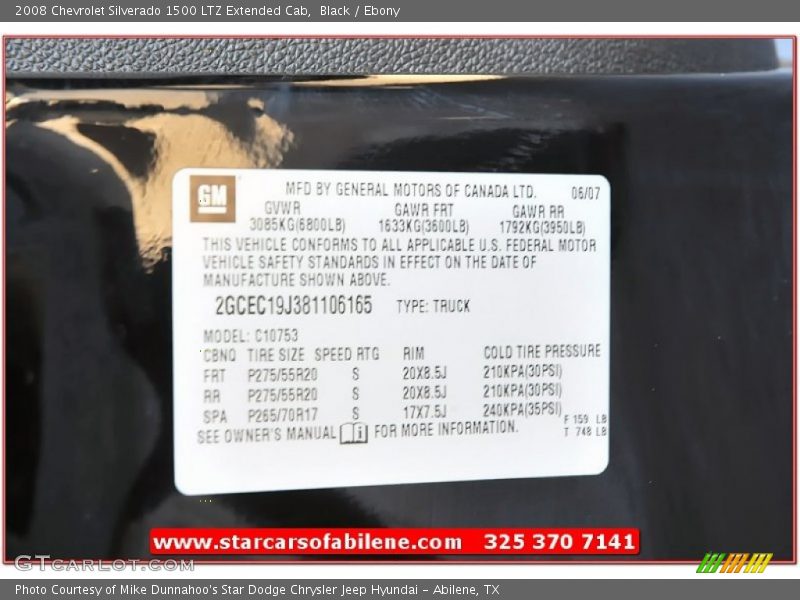 2008 Chevrolet Silverado 1500 LTZ Extended Cab, Black / Ebony
GM
MFD BY GENERAL MOTORS OF CANADA LTD. 06/07
GVWR GAWR FRT GAWR RR
3085KG(6800LB) 1633KG(3600LB) 1792KG(3950LB)
THIS VEHICLE CONFORMS TO ALL APPLICABLE U.S. FEDERAL MOTOR
VEHICLE SAFETY STANDARDS IN EFFECT ON THE DATE OF
MANUFACTURE SHOWN ABOVE.
2GCEC19J381106165 TYPE: TRUCK
MODEL: C10753
CBNQ TIRE SIZE SPEED RTG RIM COLD TIRE PRESSURE
FRT P275/55R20 S 20X8.5J 210KPA(30PSI)
RR P275/55R20 S 20X8.5J 210KPA(30PSI)
SPA P265/70R17 S 17X7.5J 240KPA(35PSI)
F 159 LB
SEE OWNER'S MANUAL i FOR MORE INFORMATION.
T 748 LB
www.starcarsofabilene.com 325 370 7141
GTcarlot.com
Photo Courtesy of Mike Dunnahoo's Star Dodge Chrysler Jeep Hyundai - Abilene, TX